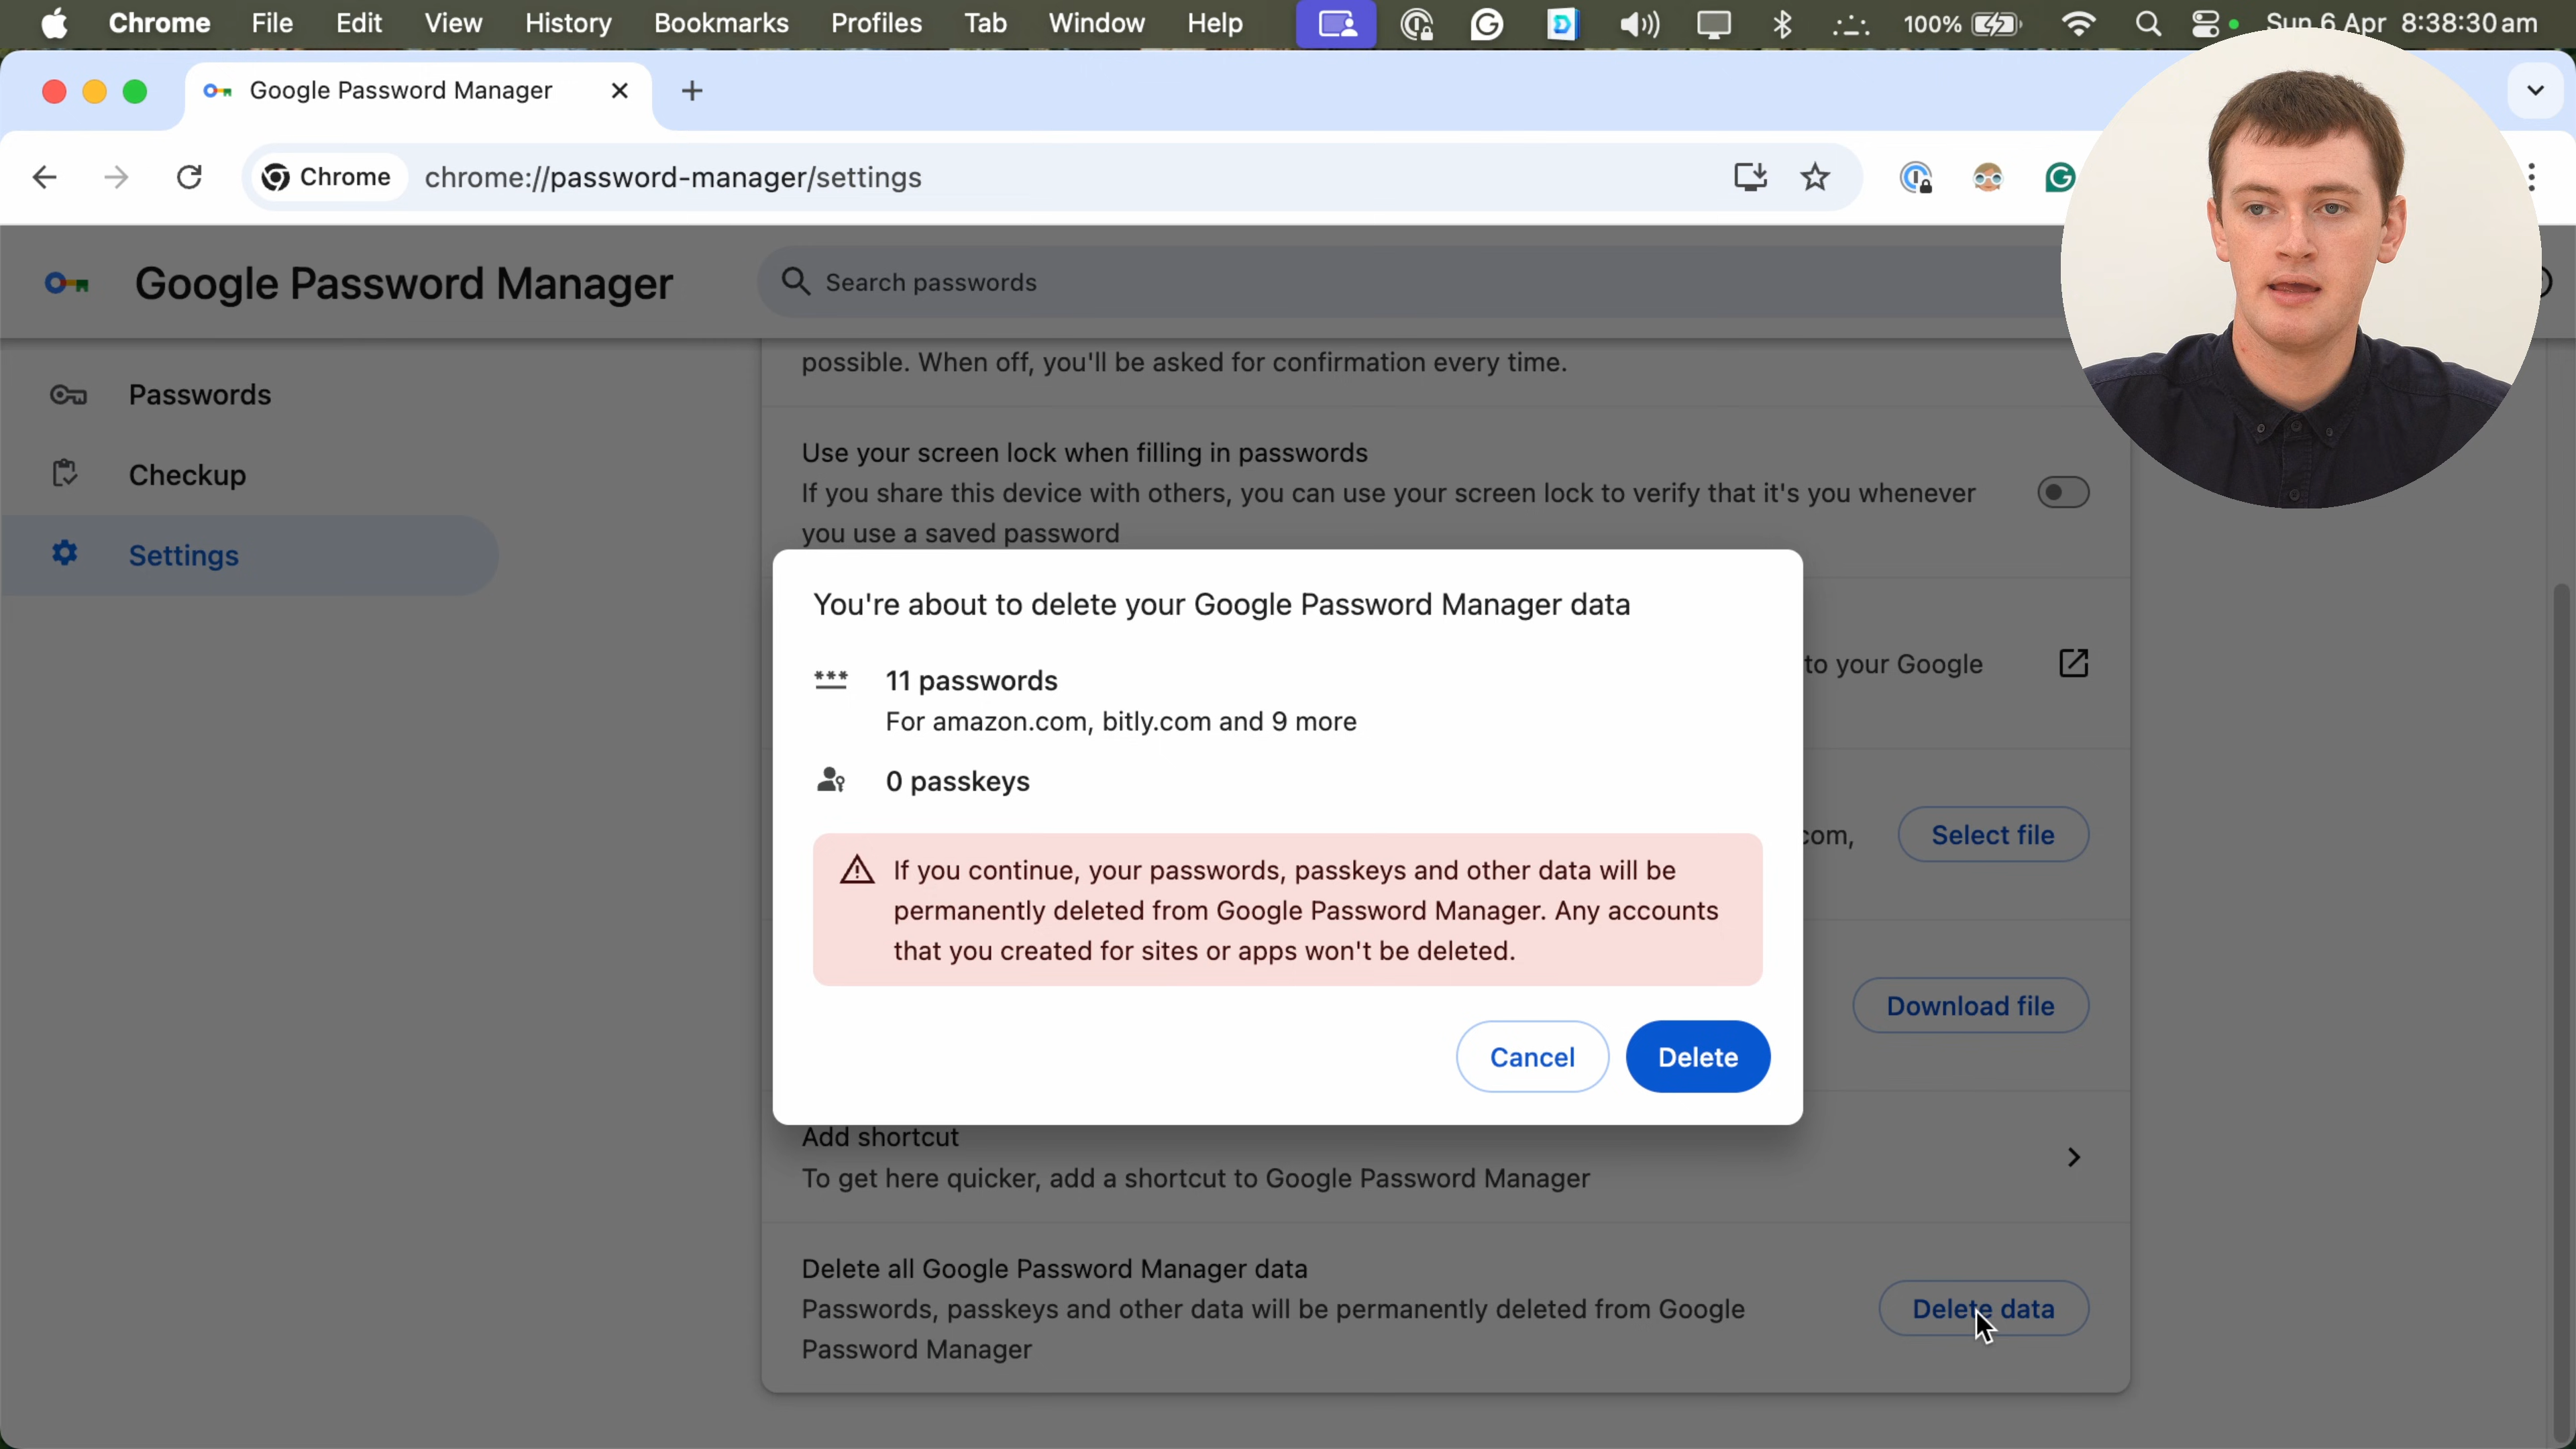 Chrome File Edit View History Bookmarks Profiles Tab Window Help 100% Sun 6 Apr 8:38:30 am
Google Password Manager
Chrome chrome://password-manager/settings
Google Password Manager
Search passwords
Passwords
Checkup
Settings
possible. When off, you'll be asked for confirmation every time.
Use your screen lock when filling in passwords
If you share this device with others, you can use your screen lock to verify that it's you whenever
you use a saved password
You're about to delete your Google Password Manager data
to your Google
11 passwords
For amazon.com, bitly.com and 9 more
0 passkeys
com,
Select file
If you continue, your passwords, passkeys and other data will be
permanently deleted from Google Password Manager. Any accounts
that you created for sites or apps won't be deleted.
Download file
Cancel
Delete
Add shortcut
To get here quicker, add a shortcut to Google Password Manager
Delete all Google Password Manager data
Passwords, passkeys and other data will be permanently deleted from Google
Password Manager
Delete data